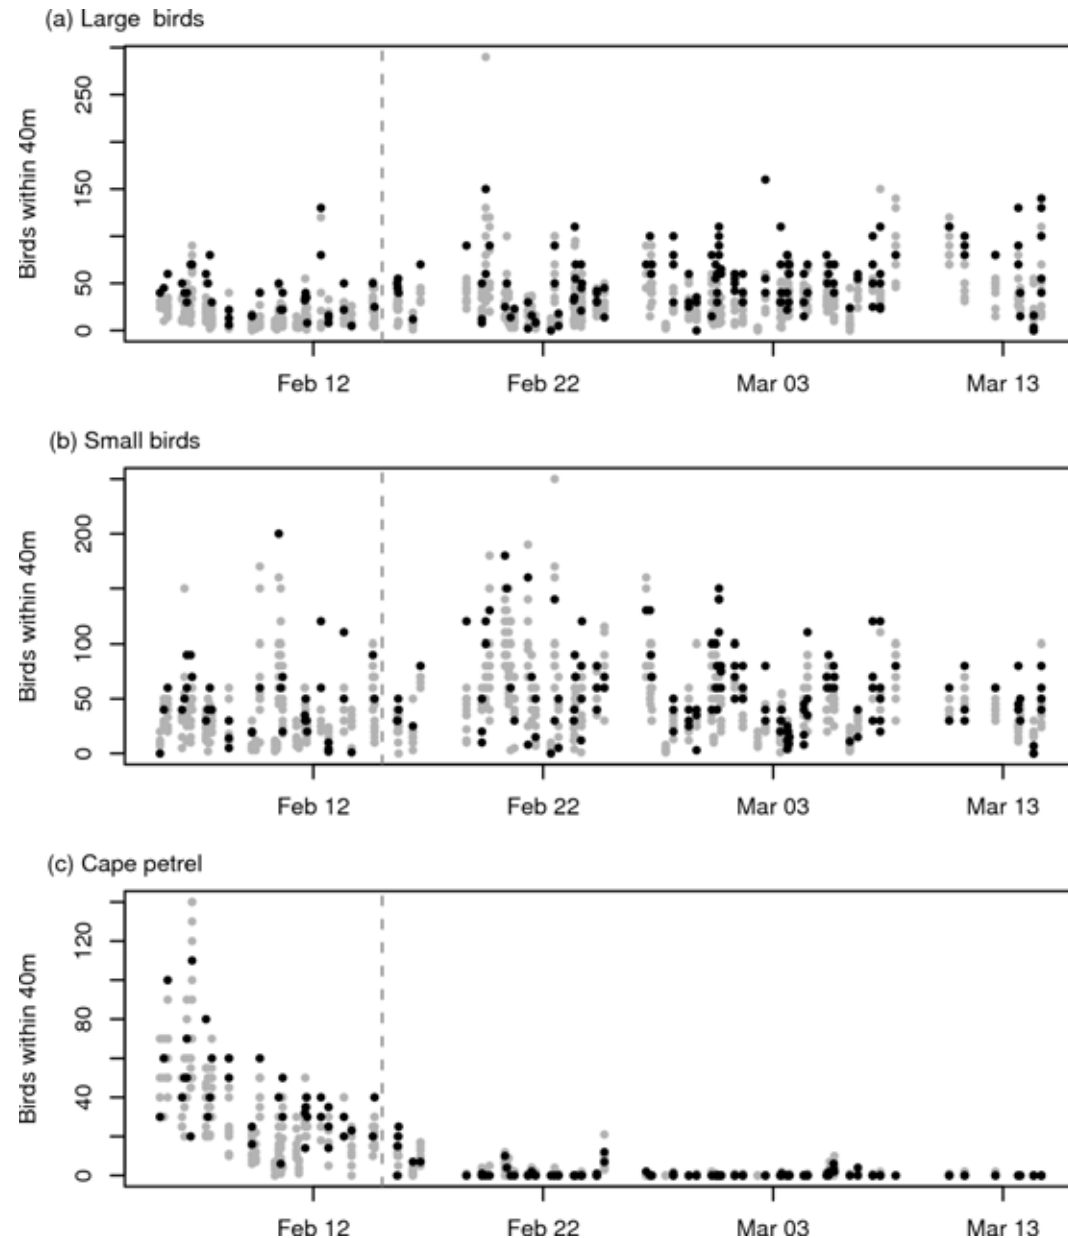 (a) Large birds
Birds within 40m
250
150
50
0
Feb 12 Feb 22 Mar 03 Mar 13
(b) Small birds
Birds within 40m
200
100
50
0
Feb 12 Feb 22 Mar 03 Mar 13
(c) Cape petrel
Birds within 40m
120
80
40
0
Feb 12 Feb 22 Mar 03 Mar 13